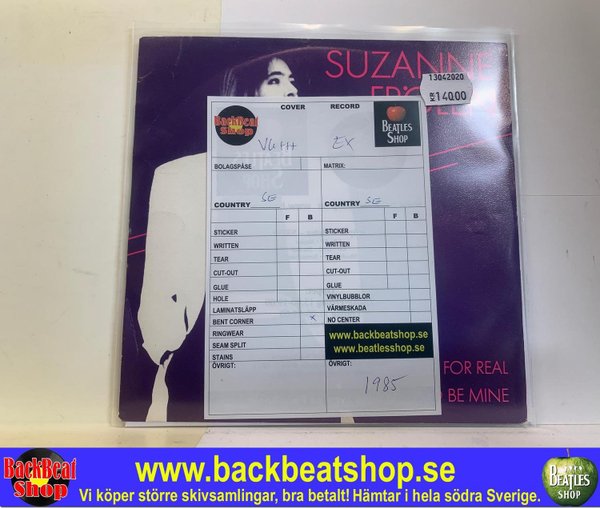 SUZANNE
13042020
KR 140.00
BackBeat Shop
COVER RECORD
BEATLES SHOP
VG++ EX
BOLAGSPÅSE MATRIX:
SE SE
COUNTRY COUNTRY
F B F B
STICKER STICKER
WRITTEN WRITTEN
TEAR TEAR
CUT-OUT CUT-OUT
GLUE GLUE
HOLE VINYLBUBBLOR
LAMINATSLÄPP VÄRMESKADA
BENT CORNER x NO CENTER
RINGWEAR www.backbeatshop.se
SEAM SPLIT www.beatlesshop.se
STAINS
ÖVRIGT: ÖVRIGT:
1985
FOR REAL
BE MINE
BackBeat Shop
www.backbeatshop.se
Vi köper större skivsamlingar, bra betalt! Hämtar i hela södra Sverige.
BEATLES SHOP